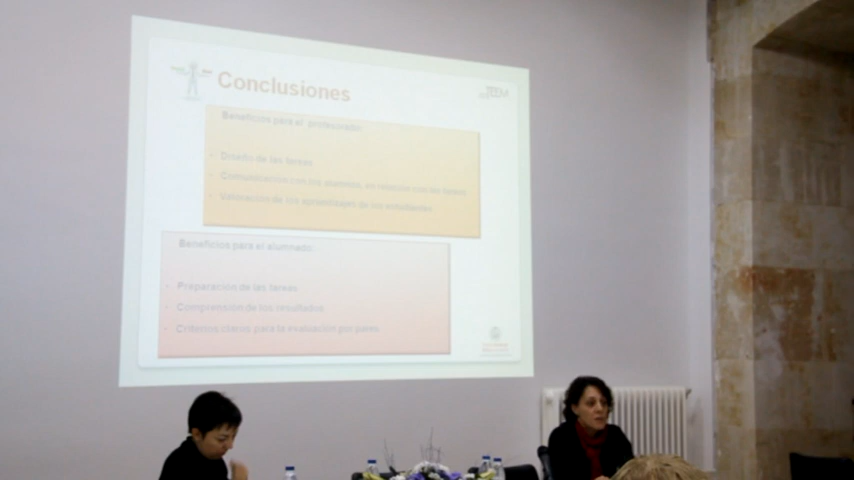 Conclusiones
TEEM
Beneficios para el profesorado:
• Diseño de las tareas
• Comunicación con los alumnos, en relación con las tareas
• Valoración de los aprendizajes de los estudiantes
Beneficios para el alumnado:
• Preparación de las tareas
• Comprensión de los resultados
• Criterios claros para la evaluación por pares